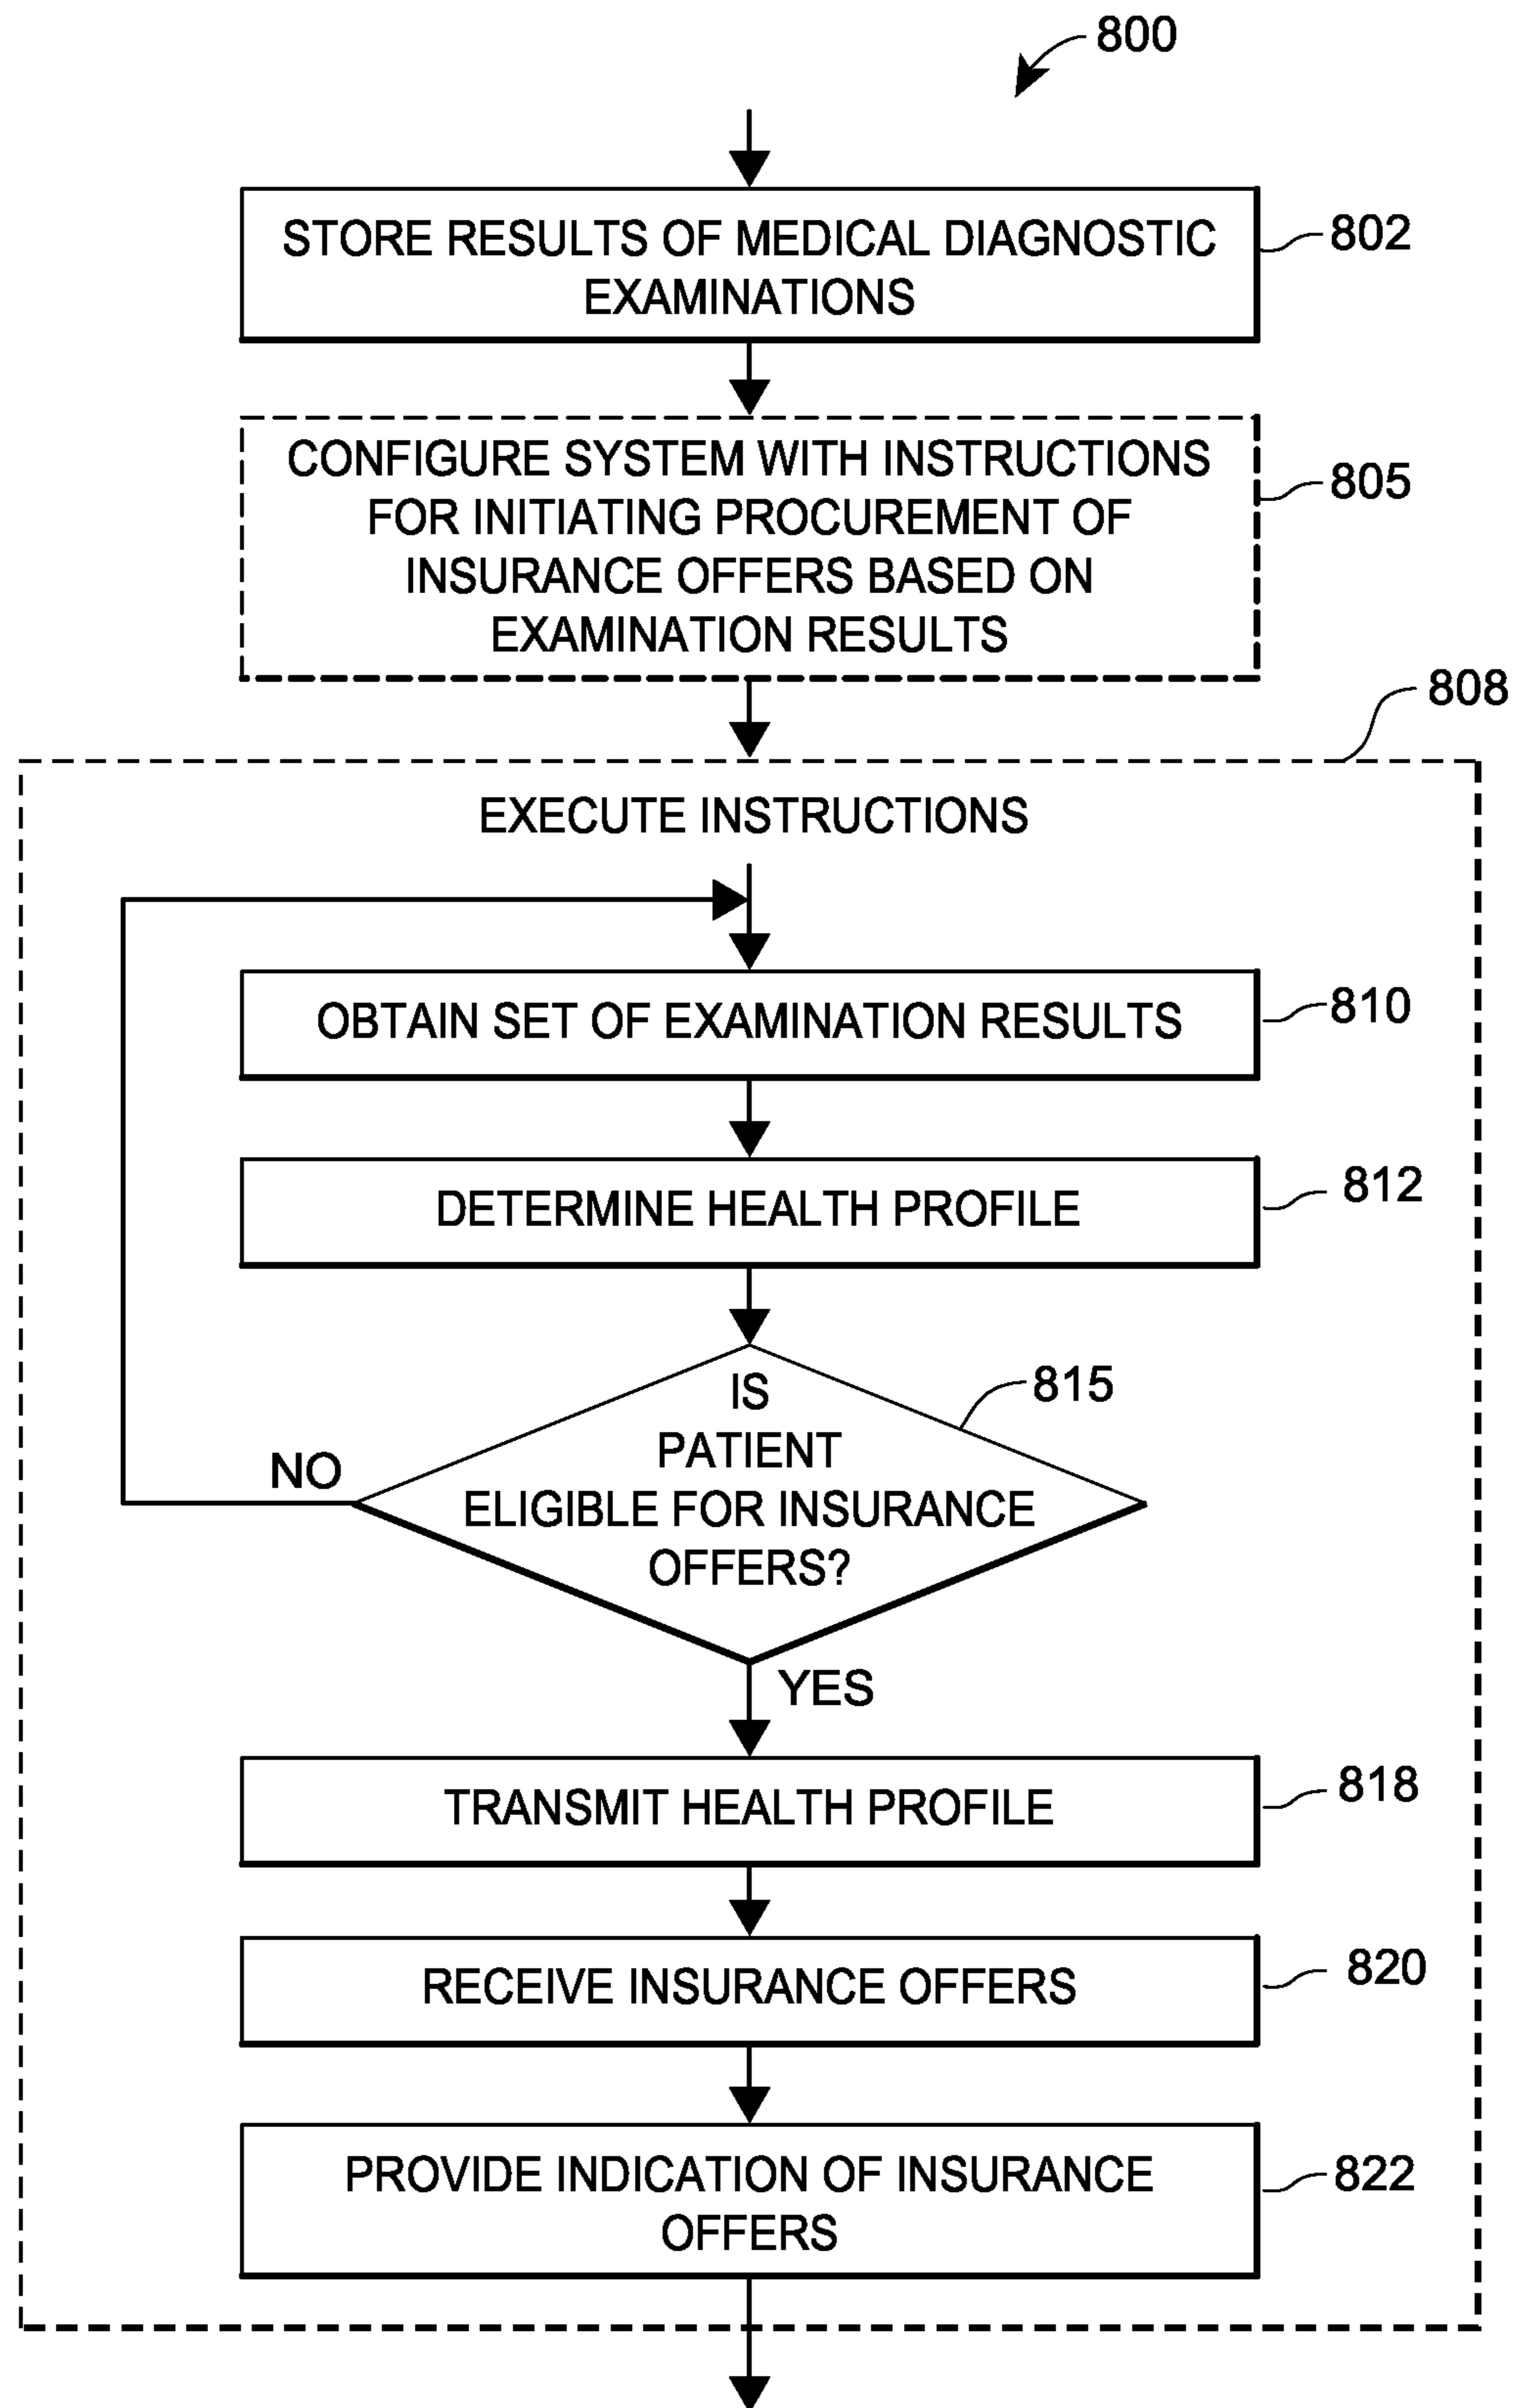 800
STORE RESULTS OF MEDICAL DIAGNOSTIC
EXAMINATIONS
802
CONFIGURE SYSTEM WITH INSTRUCTIONS
FOR INITIATING PROCUREMENT OF
INSURANCE OFFERS BASED ON
EXAMINATION RESULTS
805
808
EXECUTE INSTRUCTIONS
OBTAIN SET OF EXAMINATION RESULTS
810
DETERMINE HEALTH PROFILE
812
IS
PATIENT
ELIGIBLE FOR INSURANCE
OFFERS?
815
NO
YES
TRANSMIT HEALTH PROFILE
818
RECEIVE INSURANCE OFFERS
820
PROVIDE INDICATION OF INSURANCE
OFFERS
822